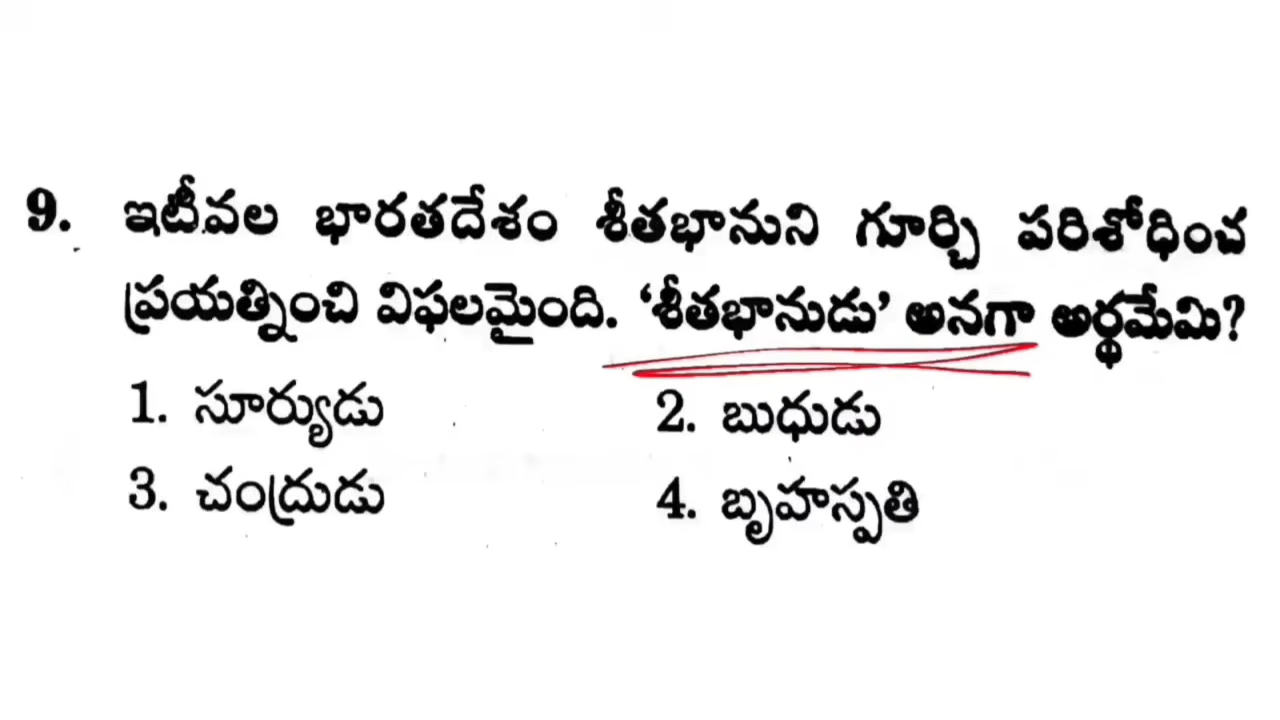 9. ఇటీవల భారతదేశం శీతభానుని గూర్చి పరిశోధించ
ప్రయత్నించి విఫలమైంది. ‘శీతభానుడు’ అనగా అర్థమేమి?
1. సూర్యుడు 2. బుధుడు
3. చంద్రుడు 4. బృహస్పతి